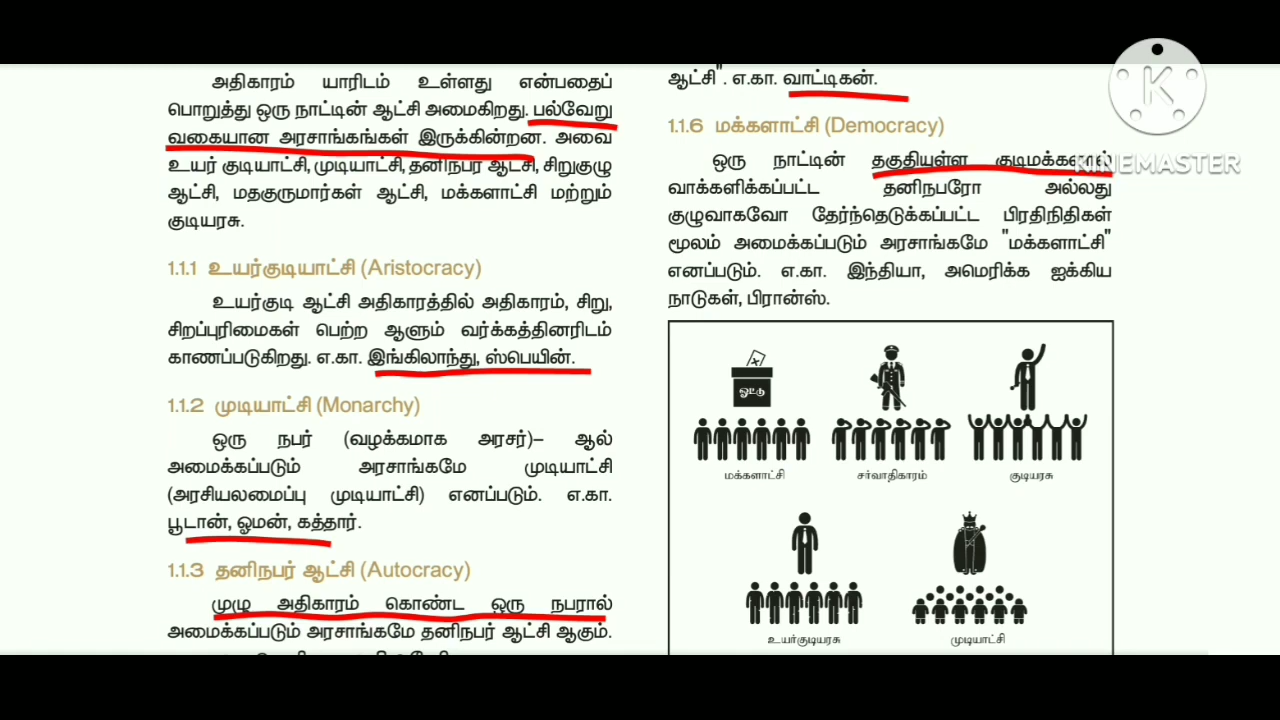 அதிகாரம் யாரிடம் உள்ளது என்பதைப்
பொறுத்து ஒரு நாட்டின் ஆட்சி அமைகிறது. பல்வேறு
வகையான அரசாங்கங்கள் இருக்கின்றன. அவை
உயர் குடியாட்சி, முடியாட்சி, தனிநபர் ஆட்சி, சிறுகுழு
ஆட்சி, மதகுருமார்கள் ஆட்சி, மக்களாட்சி மற்றும்
குடியரசு.
1.1.1 உயர்குடியாட்சி (Aristocracy)
உயர்குடி ஆட்சி அதிகாரத்தில் அதிகாரம், சிறு,
சிறப்புரிமைகள் பெற்ற ஆளும் வர்க்கத்தினரிடம்
காணப்படுகிறது. எ.கா. இங்கிலாந்து, ஸ்பெயின்.
1.1.2 முடியாட்சி (Monarchy)
ஒரு நபர் (வழக்கமாக அரசர்)– ஆல்
அமைக்கப்படும் அரசாங்கமே முடியாட்சி
(அரசியலமைப்பு முடியாட்சி) எனப்படும். எ.கா.
பூடான், ஓமன், கத்தார்.
1.1.3 தனிநபர் ஆட்சி (Autocracy)
முழு அதிகாரம் கொண்ட ஒரு நபரால்
அமைக்கப்படும் அரசாங்கமே தனிநபர் ஆட்சி ஆகும்.
ஆட்சி". எ.கா. வாட்டிகன்.
1.1.6 மக்களாட்சி (Democracy)
ஒரு நாட்டின் தகுதியுள்ள குடிமக்களால்
வாக்களிக்கப்பட்ட தனிநபரோ அல்லது
குழுவாகவோ தேர்ந்தெடுக்கப்பட்ட பிரதிநிதிகள்
மூலம் அமைக்கப்படும் அரசாங்கமே "மக்களாட்சி"
எனப்படும். எ.கா. இந்தியா, அமெரிக்க ஐக்கிய
நாடுகள், பிரான்ஸ்.
ஓட்டு
மக்களாட்சி
சர்வாதிகாரம்
குடியரசு
உயர்குடியரசு
முடியாட்சி
K
KINEMASTER